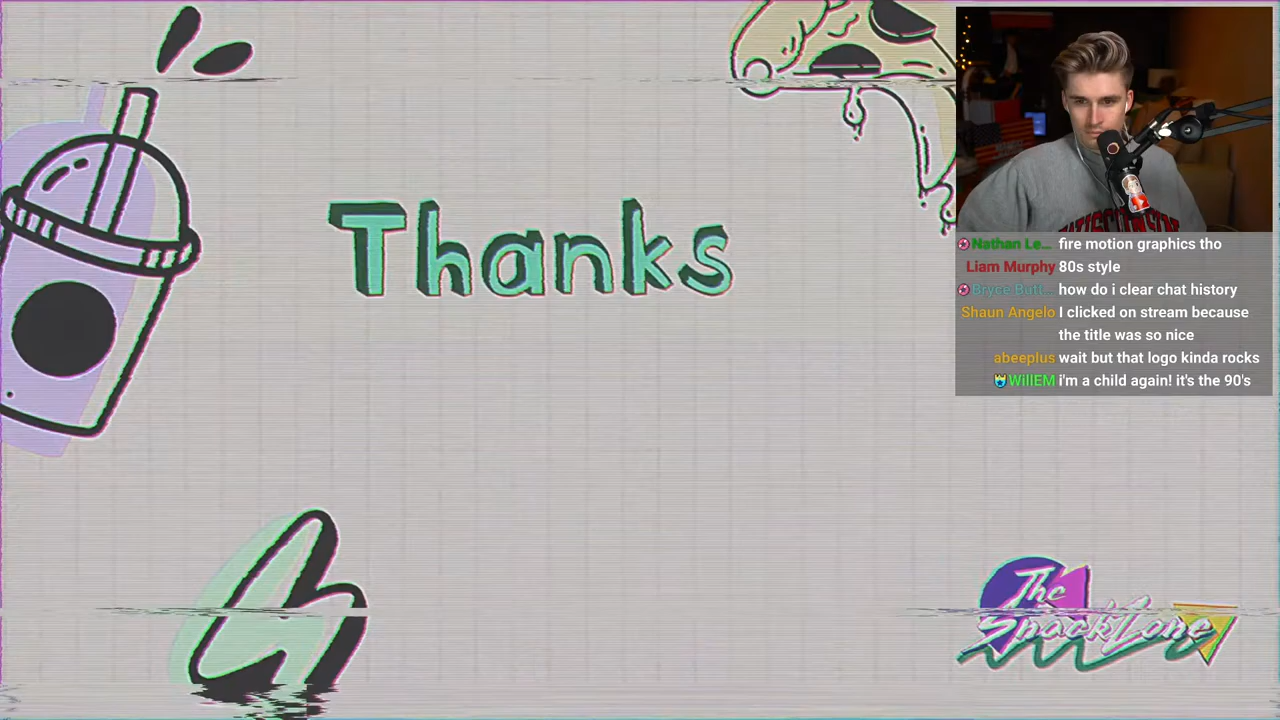 Thanks
Nathan Le... fire motion graphics tho
Liam Murphy 80s style
Bryce Butt... how do i clear chat history
Shaun Angelo I clicked on stream because
the title was so nice
abeeplus wait but that logo kinda rocks
WillEM i'm a child again! it's the 90's
The
SnackZone